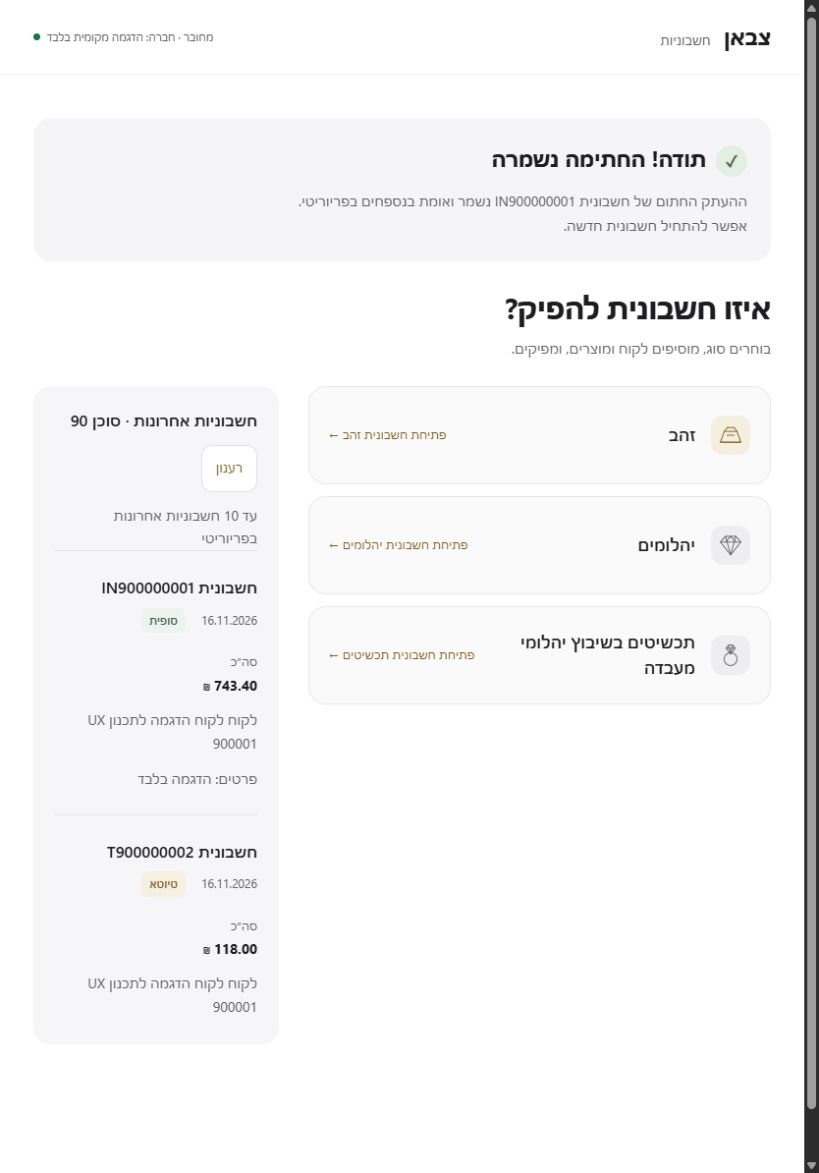 צבאן חשבוניות
מחובר · חברה: הדגמה מקומית בלבד
תודה! החתימה נשמרה
ההעתק החתום של חשבונית IN900000001 נשמר ואומת בנספחים בפריוריטי.
אפשר להתחיל חשבונית חדשה.
איזו חשבונית להפיק?
בוחרים סוג, מוסיפים לקוח ומוצרים, ומפיקים.
זהב
פתיחת חשבונית זהב ←
יהלומים
פתיחת חשבונית יהלומים ←
תכשיטים בשיבוץ יהלומי
מעבדה
פתיחת חשבונית תכשיטים ←
חשבוניות אחרונות · סוכן 90
רענון
עד 10 חשבוניות אחרונות
בפריוריטי
חשבונית IN900000001
16.11.2026 סופית
סה״כ
743.40 ₪
לקוח לקוח הדגמה לתכנון UX
900001
פרטים: הדגמה בלבד
חשבונית T900000002
16.11.2026 טיוטא
סה״כ
118.00 ₪
לקוח לקוח הדגמה לתכנון UX
900001